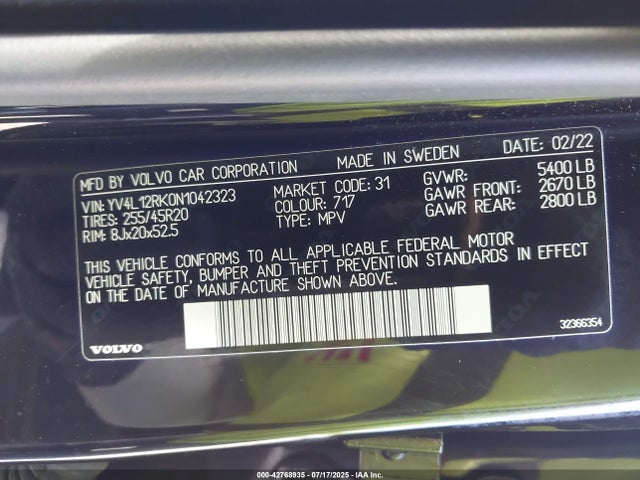 MFD BY VOLVO CAR CORPORATION MADE IN SWEDEN DATE: 02/22
VIN: YV4L12RK0N1042323 MARKET CODE: 31 GVWR: 5400 LB
TIRES: 255/45R20 COLOUR: 717 GAWR FRONT: 2670 LB
RIM: 8Jx20x52.5 TYPE: MPV GAWR REAR: 2800 LB
THIS VEHICLE CONFORMS TO ALL APPLICABLE FEDERAL MOTOR
VEHICLE SAFETY, BUMPER AND THEFT PREVENTION STANDARDS IN EFFECT
ON THE DATE OF MANUFACTURE SHOWN ABOVE.
VOLVO 32366354
000-42768935 - 07/17/2025 - IAA Inc.